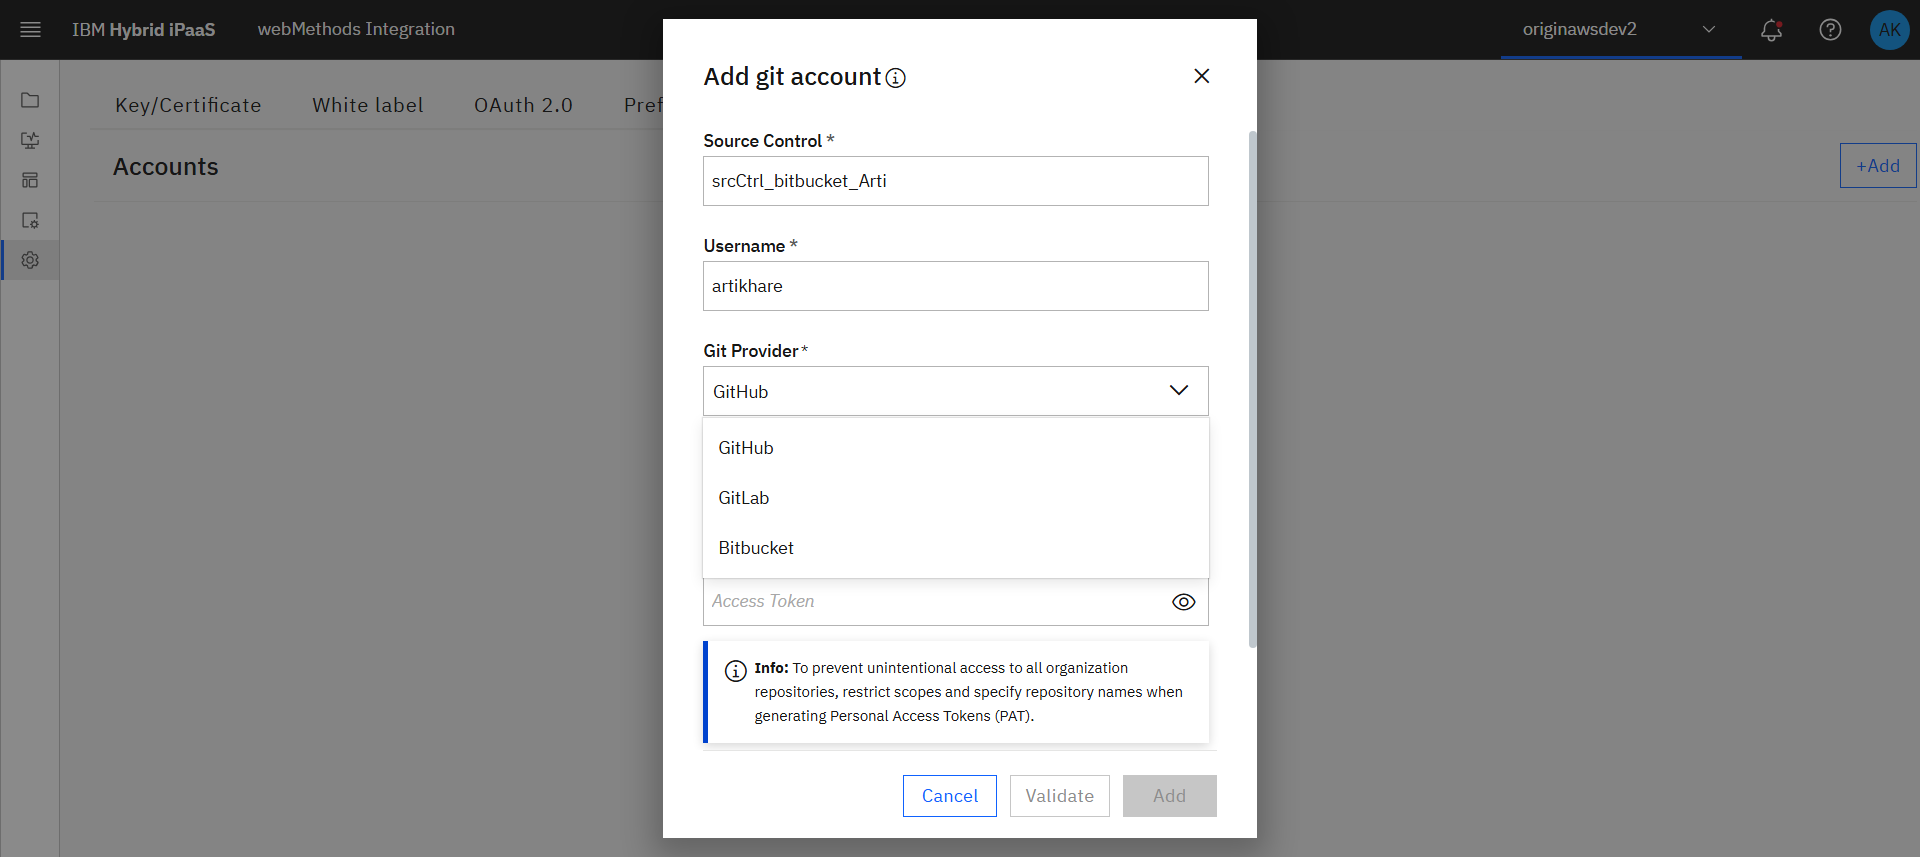 IBM Hybrid iPaaS
webMethods Integration
originawsdev2
AK
Key/Certificate
White label
OAuth 2.0
Pref
Accounts
+Add
Add git account
Source Control *
srcCtrl_bitbucket_Arti
Username *
artikhare
Git Provider*
GitHub
GitHub
GitLab
Bitbucket
Access Token
Info: To prevent unintentional access to all organization
repositories, restrict scopes and specify repository names when
generating Personal Access Tokens (PAT).
Cancel
Validate
Add